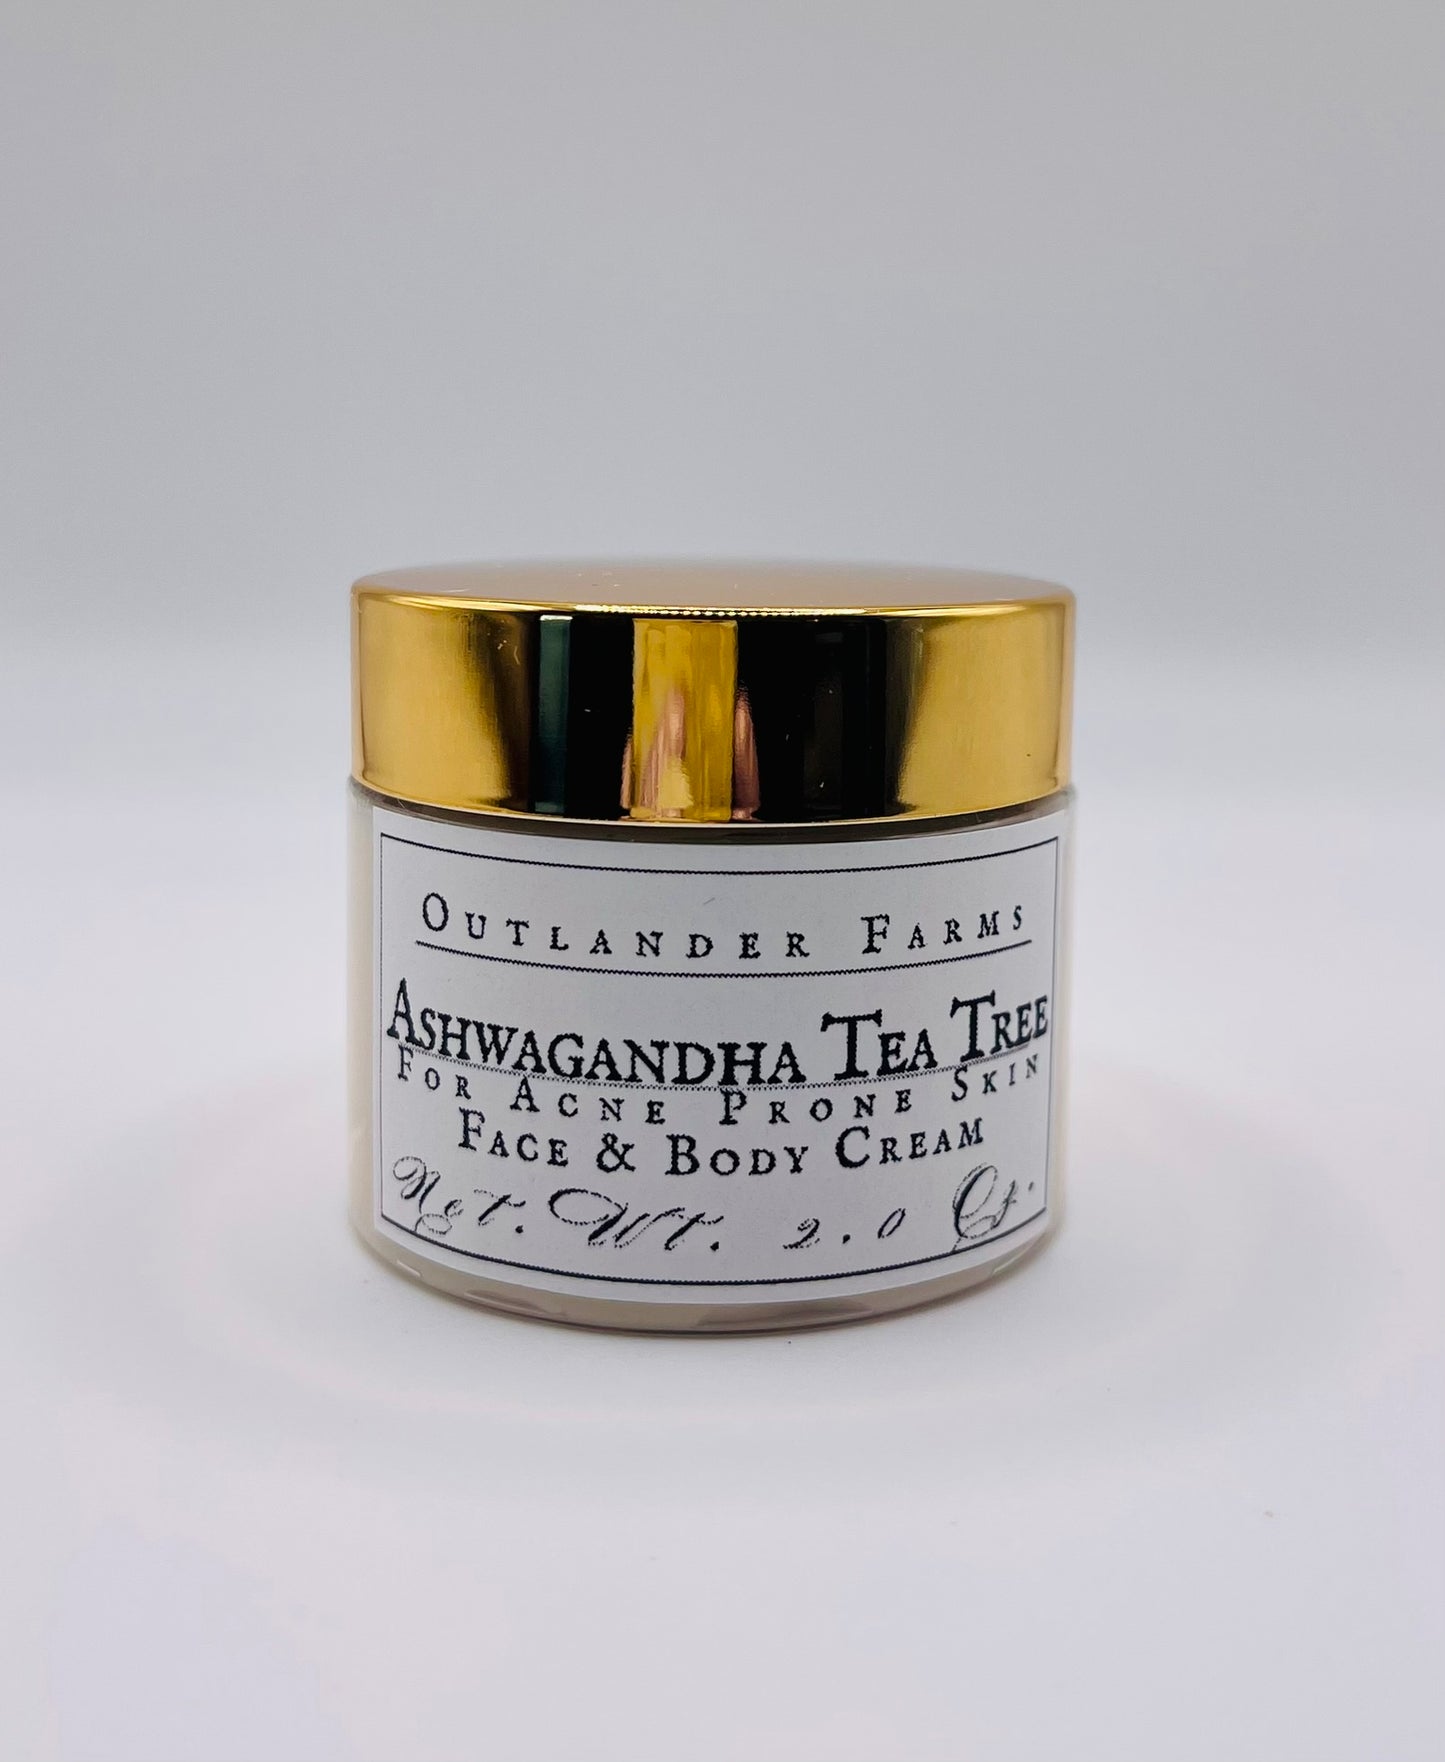 Outlander Farms
Ashwagandha Tea Tree
For Acne Prone Skin
Face & Body Cream
Net. Wt. 2.0 Oz.